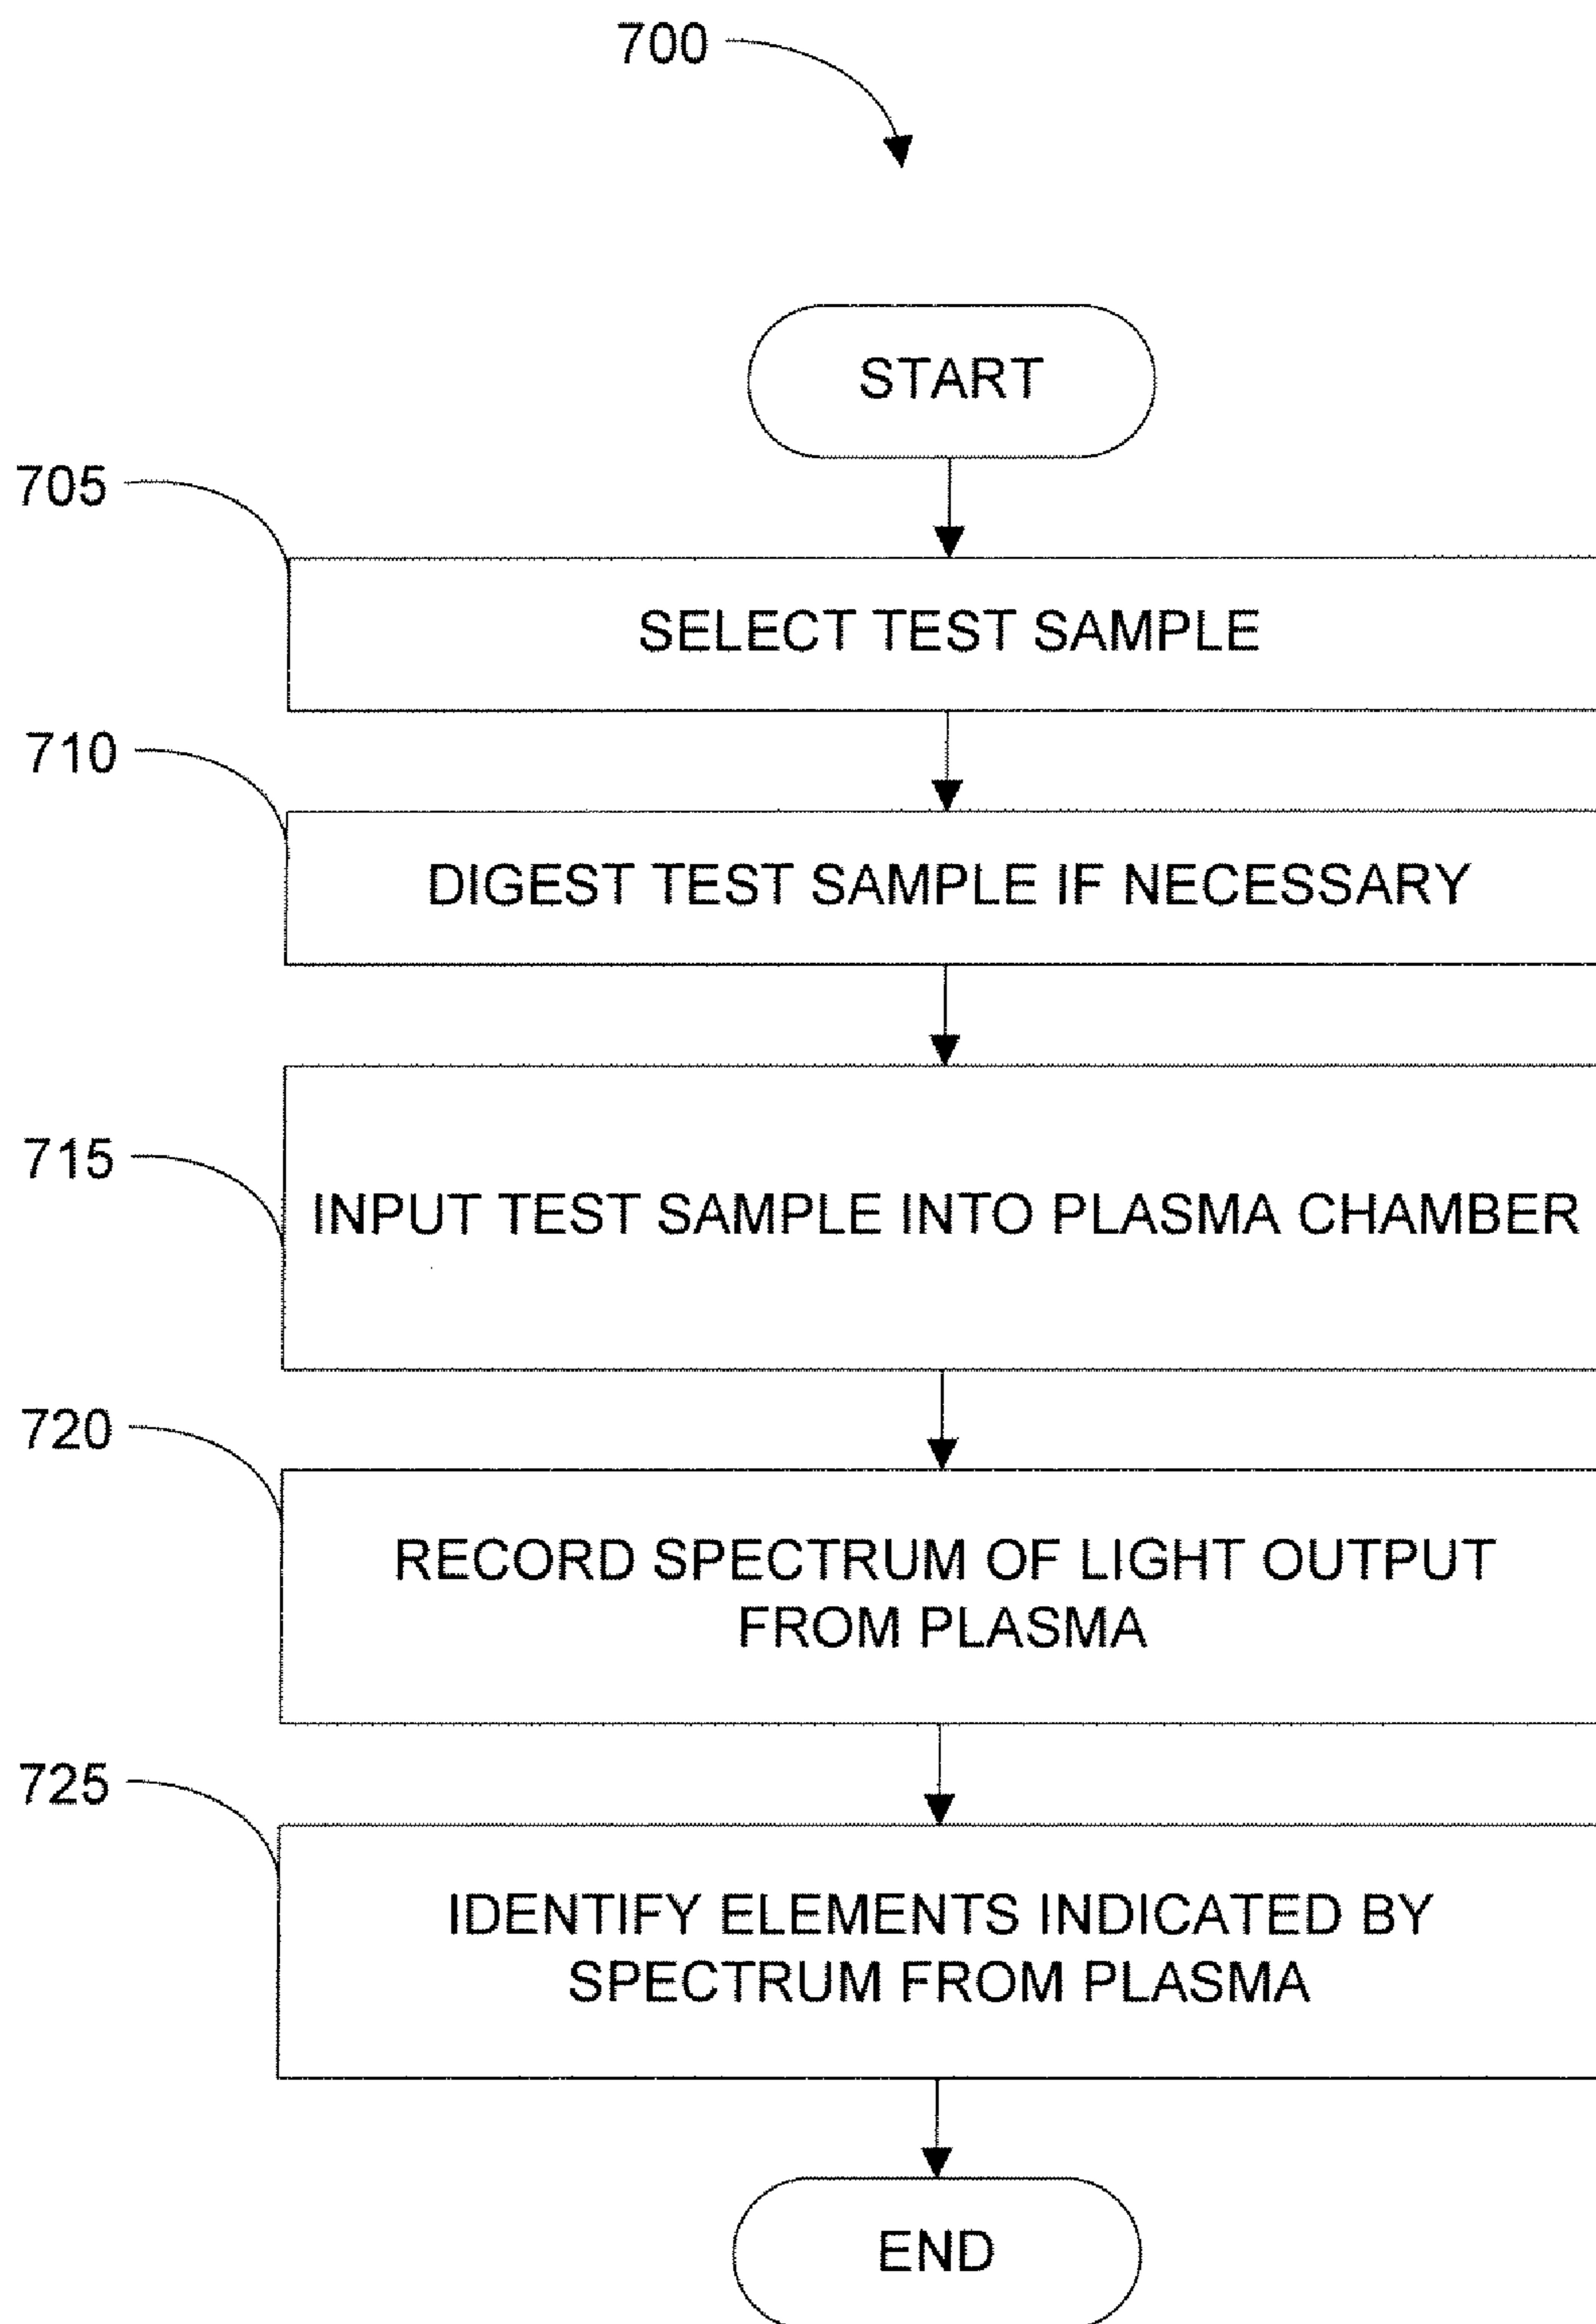 700
START
705
SELECT TEST SAMPLE
710
DIGEST TEST SAMPLE IF NECESSARY
715
INPUT TEST SAMPLE INTO PLASMA CHAMBER
720
RECORD SPECTRUM OF LIGHT OUTPUT
FROM PLASMA
725
IDENTIFY ELEMENTS INDICATED BY
SPECTRUM FROM PLASMA
END